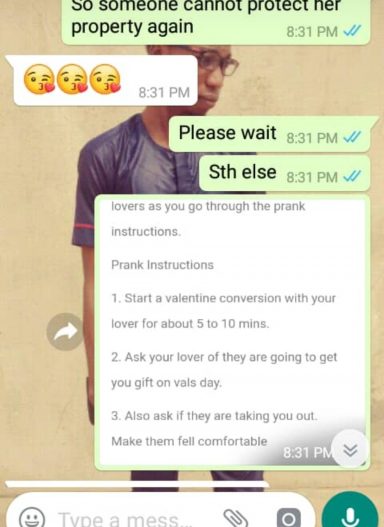 So someone cannot protect her
property again
8:31 PM
😘😘😘
8:31 PM
Please wait 8:31 PM
Sth else 8:31 PM
lovers as you go through the prank
instructions.
Prank Instructions
1. Start a valentine conversion with your
lover for about 5 to 10 mins.
2. Ask your lover of they are going to get
you gift on vals day.
3. Also ask if they are taking you out.
Make them fell comfortable
8:31 PM
Type a mess...